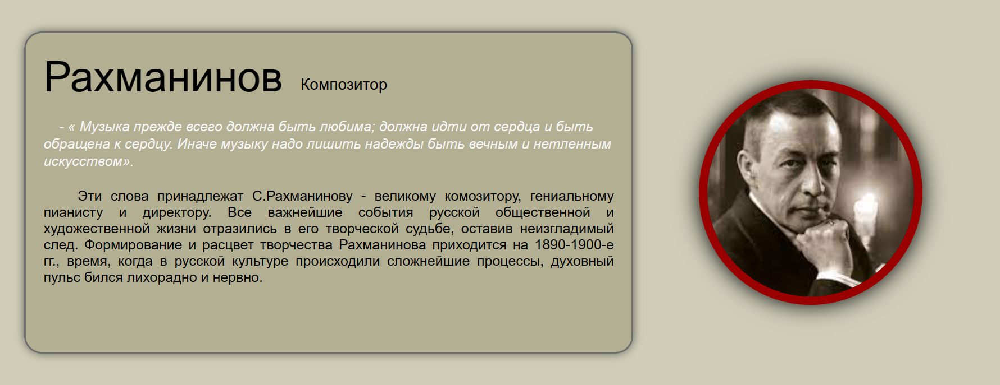 Рахманинов Композитор
- « Музыка прежде всего должна быть любима; должна идти от сердца и быть
обращена к сердцу. Иначе музыку надо лишить надежды быть вечным и нетленным
искусством».
Эти слова принадлежат С.Рахманинову - великому комозитору, гениальному
пианисту и директору. Все важнейшие события русской общественной и
художественной жизни отразились в его творческой судьбе, оставив неизгладимый
след. Формирование и расцвет творчества Рахманинова приходится на 1890-1900-е
гг., время, когда в русской культуре происходили сложнейшие процессы, духовный
пульс бился лихорадно и нервно.